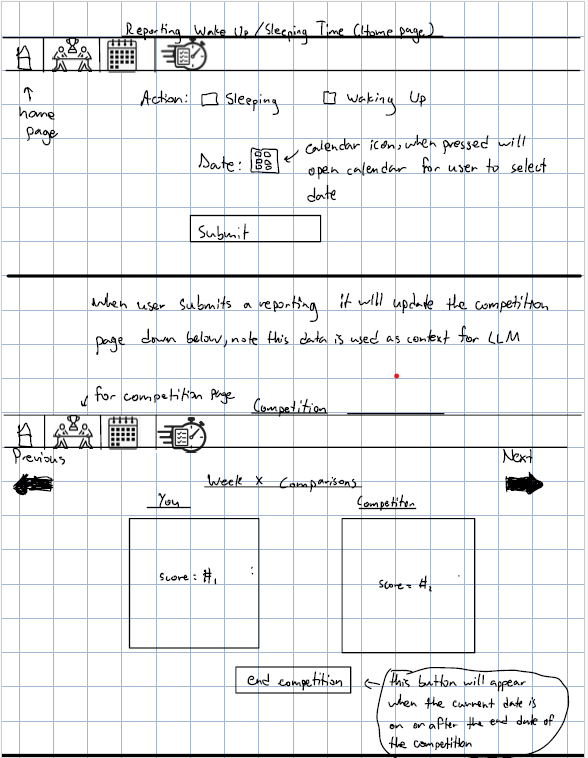 Reporting Wake Up/Sleeping Time (Home page)
home
page
Action: Sleeping Waking Up
Date:
calendar icon, when pressed will
open calendar for user to select
date
Submit
When user submits a reporting it will update the competition
page down below, note this data is used as context for LLM
for competition page
Competition
Previous
Next
Week X Comparisons
You
Competitor
score = #1
score = #2
end competition
this button will appear
when the current date is
on or after the end date of
the competition